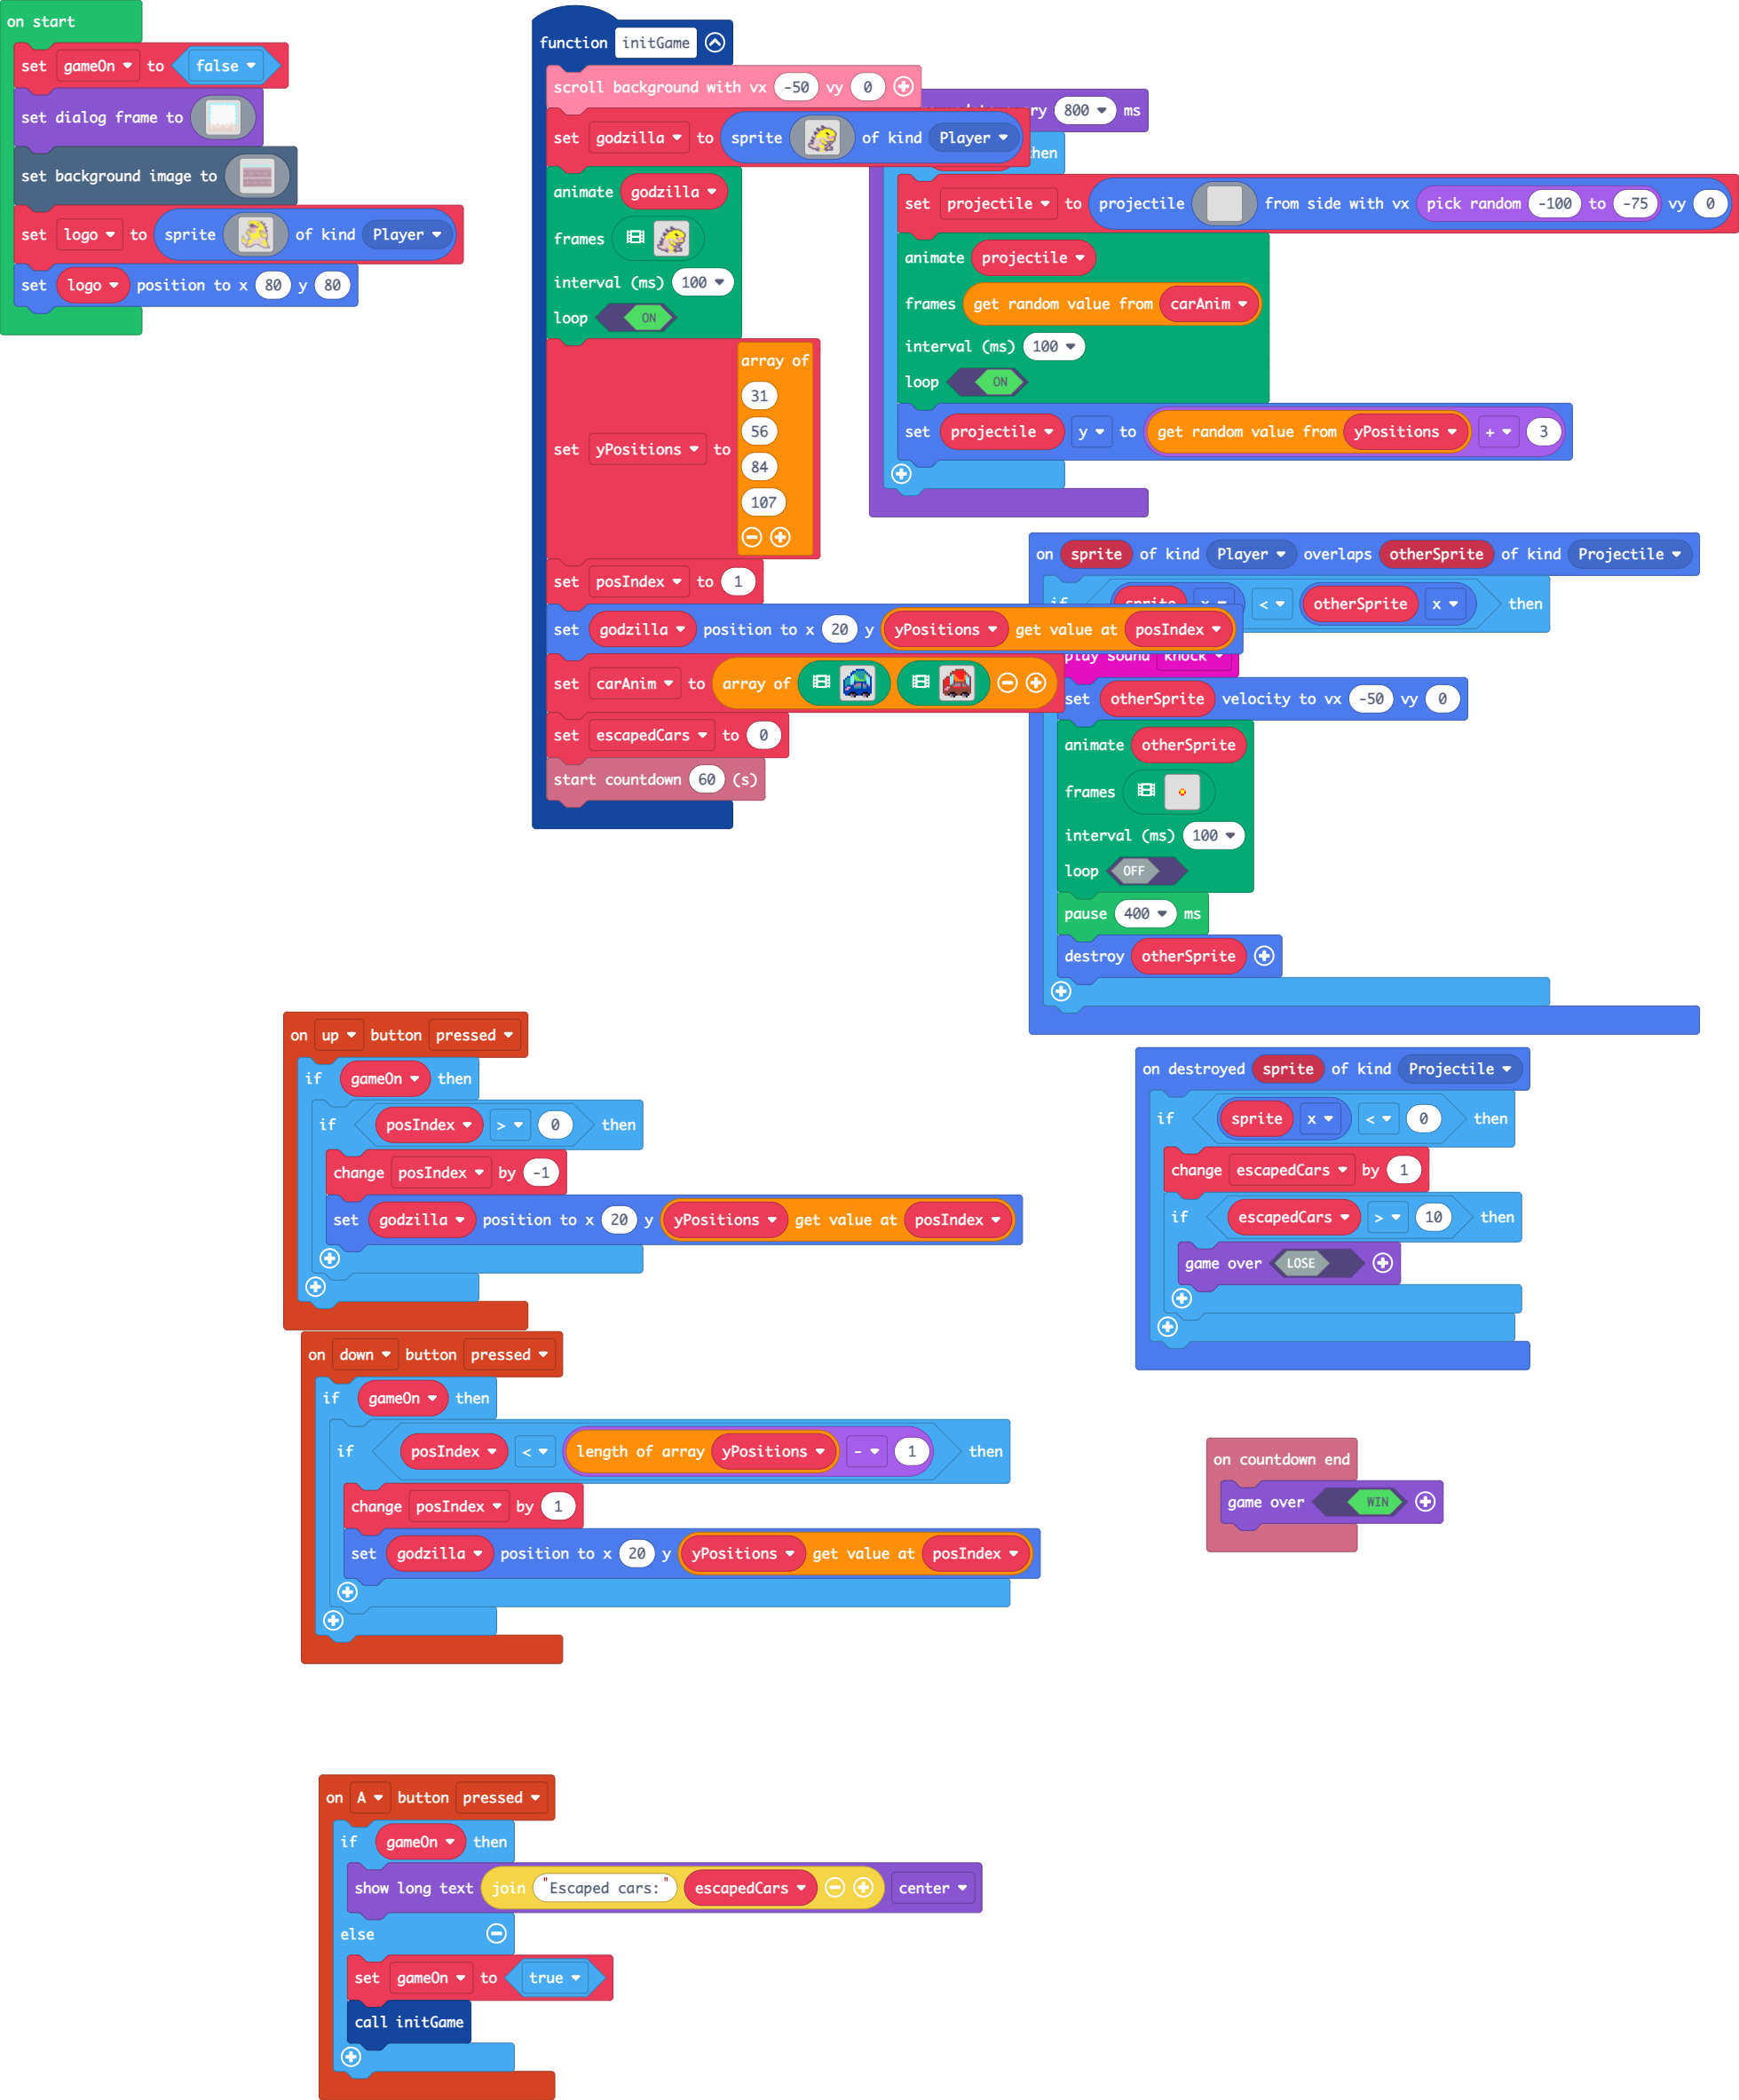 on start
set gameOn to false
set dialog frame to
set background image to
set logo to sprite of kind Player
set logo position to x 80 y 80
function initGame
scroll background with vx -50 vy 0
set godzilla to sprite of kind Player
animate godzilla
frames
interval (ms) 100
loop ON
set yPositions to array of
31
56
84
107
set posIndex to 1
set godzilla position to x 20 y yPositions get value at posIndex
set carAnim to array of
set escapedCars to 0
start countdown 60 (s)
800 ms
then
set projectile to projectile from side with vx pick random -100 to -75 vy 0
animate projectile
frames get random value from carAnim
interval (ms) 100
loop ON
set projectile y to get random value from yPositions + 3
on sprite of kind Player overlaps otherSprite of kind Projectile
if sprite x < otherSprite x then
play sound knock
set otherSprite velocity to vx -50 vy 0
animate otherSprite
frames
interval (ms) 100
loop OFF
pause 400 ms
destroy otherSprite
on up button pressed
if gameOn then
if posIndex > 0 then
change posIndex by -1
set godzilla position to x 20 y yPositions get value at posIndex
on destroyed sprite of kind Projectile
if sprite x < 0 then
change escapedCars by 1
if escapedCars > 10 then
game over LOSE
on down button pressed
if gameOn then
if posIndex < length of array yPositions - 1 then
change posIndex by 1
set godzilla position to x 20 y yPositions get value at posIndex
on countdown end
game over WIN
on A button pressed
if gameOn then
show long text join "Escaped cars:" escapedCars center
else
set gameOn to true
call initGame